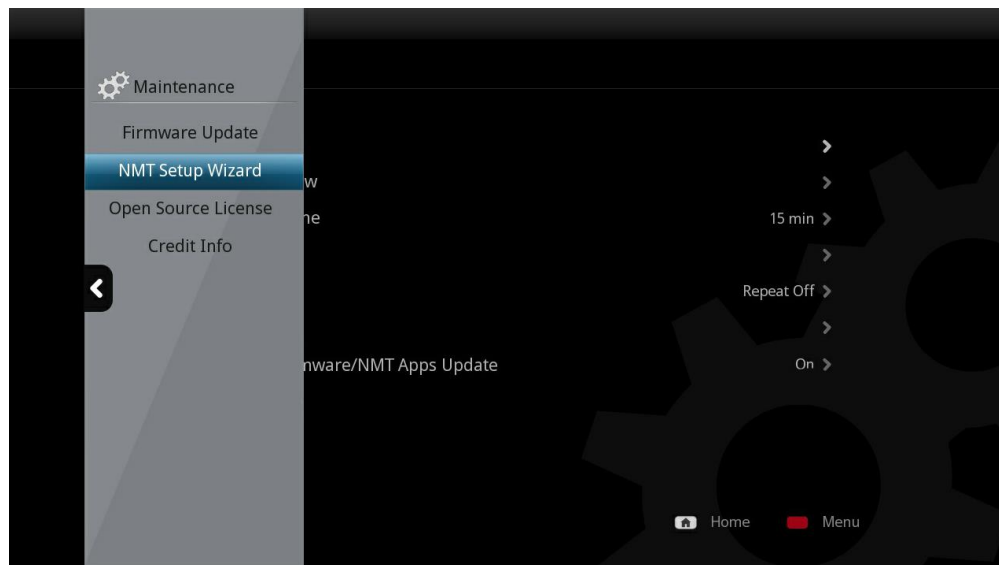 Maintenance
Firmware Update
NMT Setup Wizard
Open Source License
Credit Info
w
ne
15 min
Repeat Off
mware/NMT Apps Update
On
Home
Menu